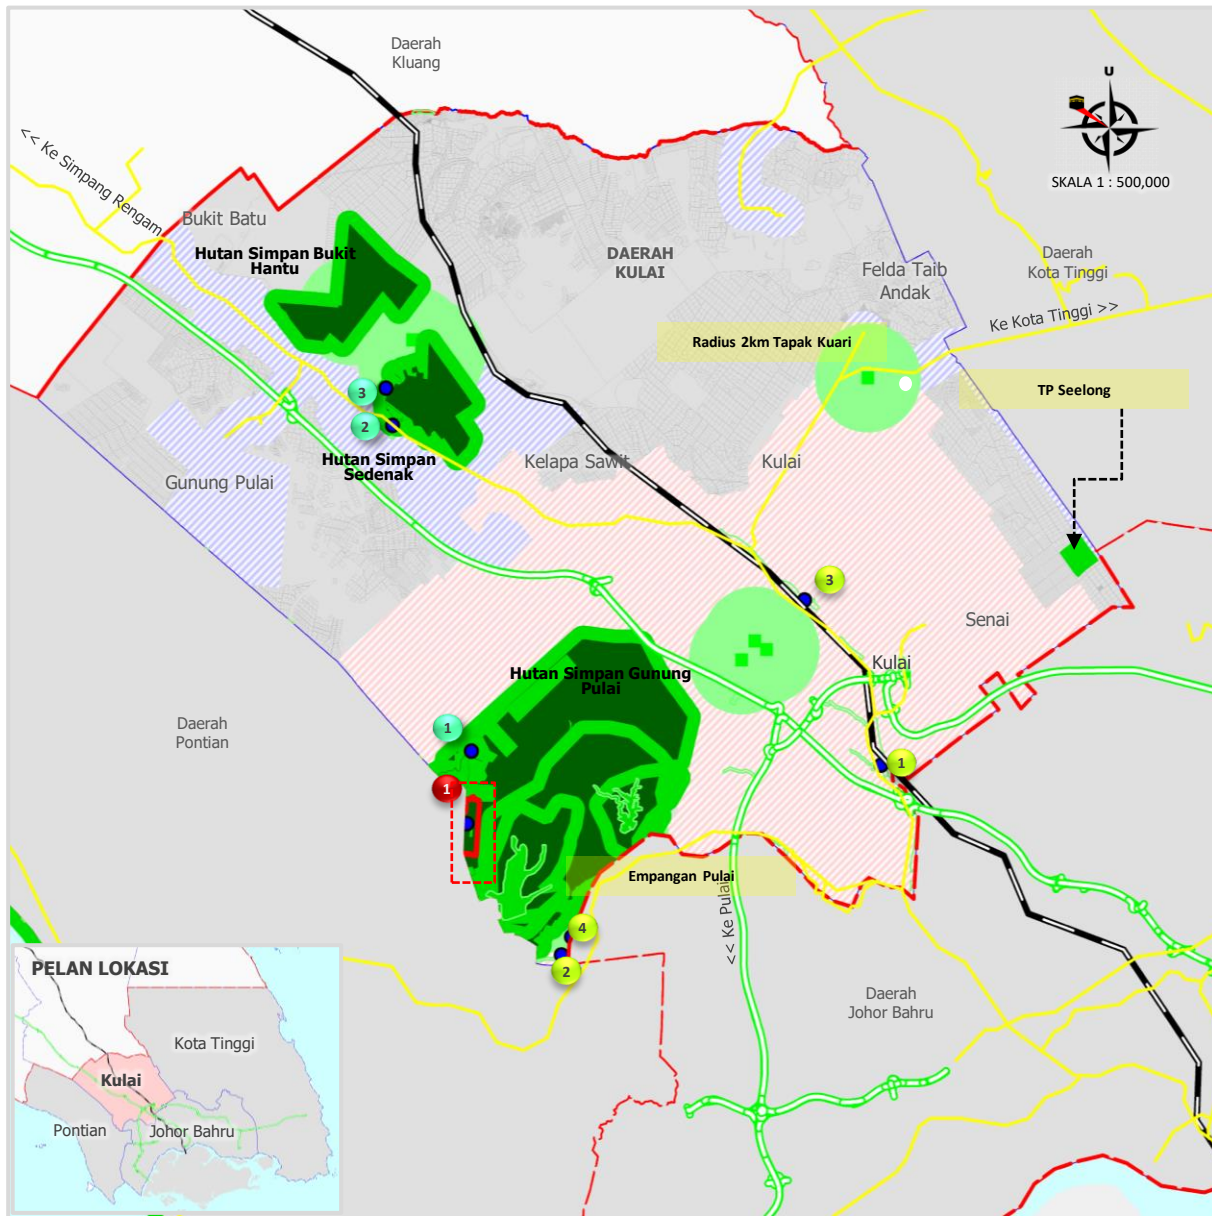 Daerah
Kluang
U
SKALA 1 : 500,000
<< Ke Simpang Rengam
Bukit Batu
Hutan Simpan Bukit
Hantu
DAERAH
KULAI
Daerah
Kota Tinggi
Felda Taib
Andak
Ke Kota Tinggi >>
Radius 2km Tapak Kuari
TP Seelong
3
2
Hutan Simpan
Sedenak
Kelapa Sawit
Kulai
Gunung Pulai
3
Senai
Kulai
Hutan Simpan Gunung
Pulai
Daerah
Pontian
1
1
1
Empangan Pulai
<< Ke Pulai
4
2
Daerah
Johor Bahru
PELAN LOKASI
Kota Tinggi
Kulai
Pontian
Johor Bahru